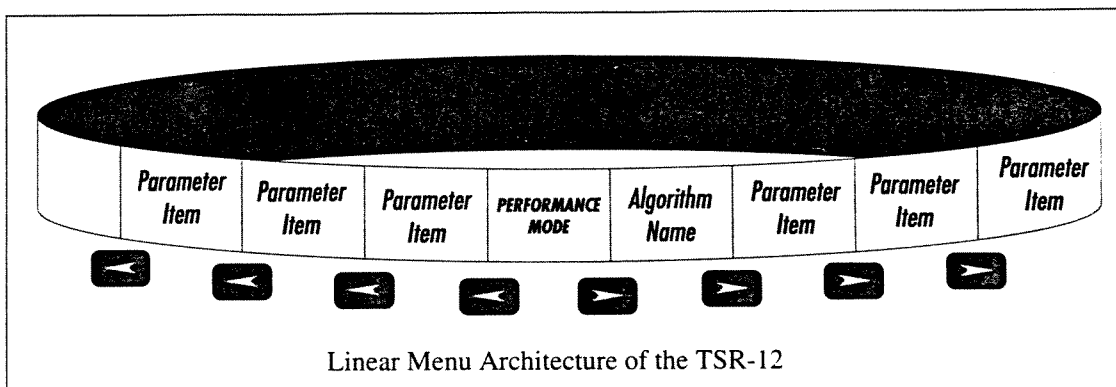 Parameter
Item
Parameter
Item
Parameter
Item
PERFORMANCE
MODE
Algorithm
Name
Parameter
Item
Parameter
Item
Parameter
Item
Linear Menu Architecture of the TSR-12